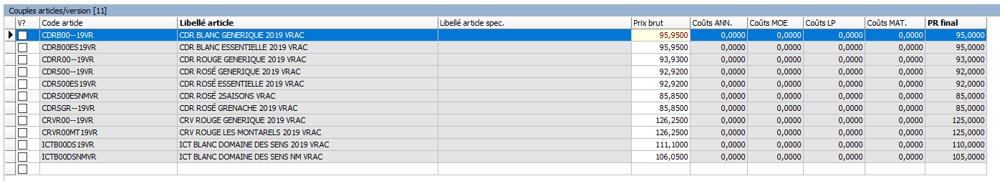 Couples articles/version [11]
V? Code article Libellé article Libellé article spec. Prix brut Coûts ANN. Coûts MOE Coûts LP Coûts MAT. PR final
CDRB00--19VR CDR BLANC GENERIQUE 2019 VRAC 95,9500 0,0000 0,0000 0,0000 0,0000 95,0000
CDRB00ES19VR CDR BLANC ESSENTIELLE 2019 VRAC 95,9500 0,0000 0,0000 0,0000 0,0000 95,0000
CDRR00--19VR CDR ROUGE GENERIQUE 2019 VRAC 93,9300 0,0000 0,0000 0,0000 0,0000 93,0000
CDRS00--19VR CDR ROSÉ GENERIQUE 2019 VRAC 92,9200 0,0000 0,0000 0,0000 0,0000 92,0000
CDRS00ES19VR CDR ROSÉ ESSENTIELLE 2019 VRAC 92,9200 0,0000 0,0000 0,0000 0,0000 92,0000
CDRS00ESNMVR CDR ROSÉ 2SAISONS VRAC 85,8500 0,0000 0,0000 0,0000 0,0000 85,0000
CDRSGR--19VR CDR ROSÉ GRENACHE 2019 VRAC 85,8500 0,0000 0,0000 0,0000 0,0000 85,0000
CRVR00--19VR CRV ROUGE GENERIQUE 2019 VRAC 126,2500 0,0000 0,0000 0,0000 0,0000 125,0000
CRVR00MT19VR CRV ROUGE LES MONTARELS 2019 VRAC 126,2500 0,0000 0,0000 0,0000 0,0000 125,0000
ICTB00DS19VR ICT BLANC DOMAINE DES SENS 2019 VRAC 111,1000 0,0000 0,0000 0,0000 0,0000 110,0000
ICTB00DSNMVR ICT BLANC DOMAINE DES SENS NM VRAC 106,0500 0,0000 0,0000 0,0000 0,0000 105,0000